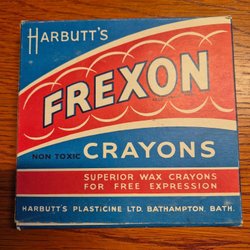 HARBUTT'S
FREXON
NON TOXIC CRAYONS
SUPERIOR WAX CRAYONS
FOR FREE EXPRESSION
HARBUTT'S PLASTICINE LTD. BATHAMPTON, BATH.